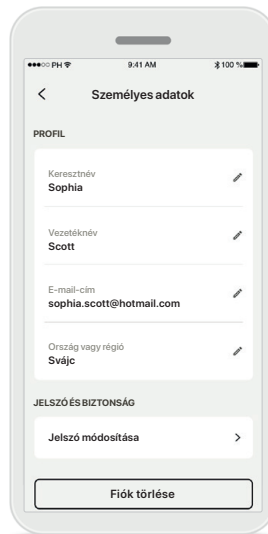 PH 9:41 AM 100 %
Személyes adatok
PROFIL
Keresztnév
Sophia
Vezetéknév
Scott
E-mail-cím
sophia.scott@hotmail.com
Ország vagy régió
Svájc
JELSZÓ ÉS BIZTONSÁG
Jelszó módosítása
Fiók törlése